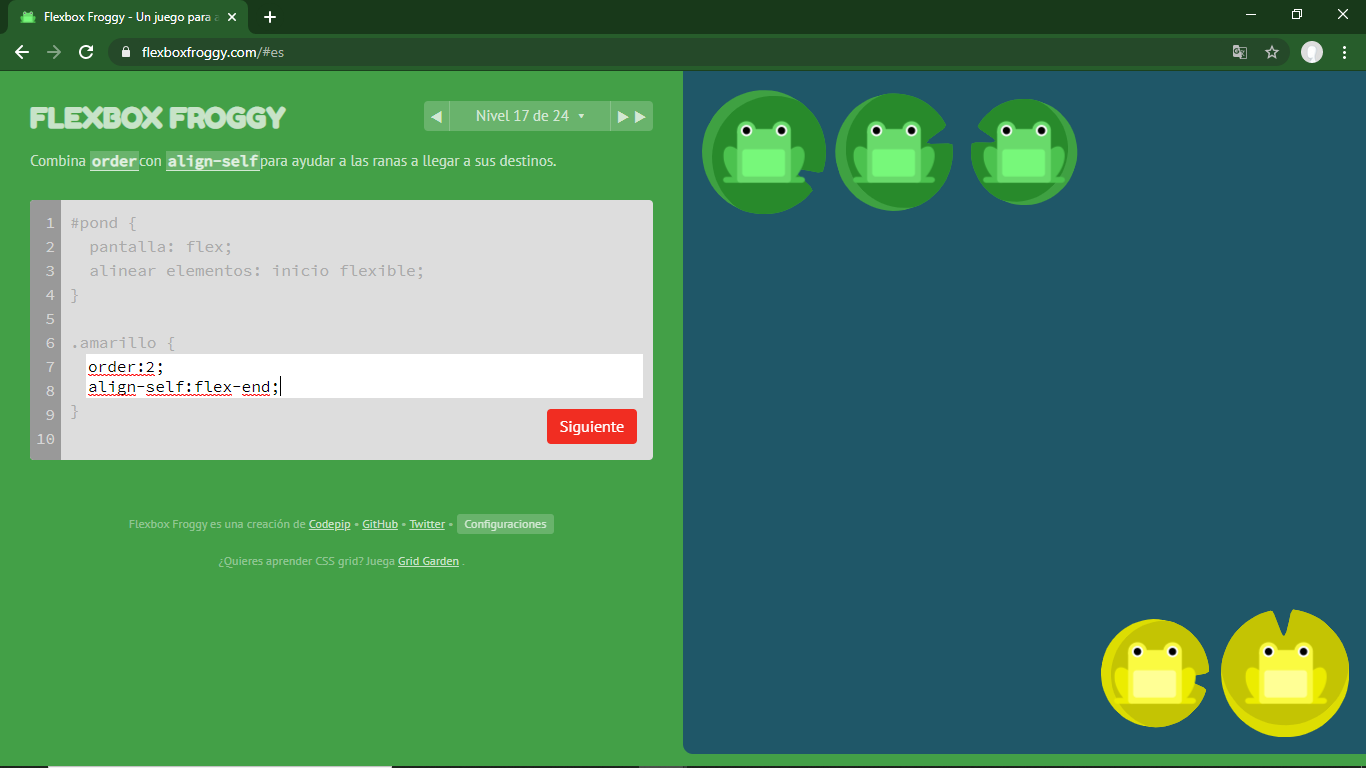 Flexbox Froggy - Un juego para a
flexboxfroggy.com/#es
FLEXBOX FROGGY
◀ Nivel 17 de 24 ▾ ▶ ▶
Combina order con align-self para ayudar a las ranas a llegar a sus destinos.
1 #pond {
2 pantalla: flex;
3 alinear elementos: inicio flexible;
4 }
5
6 .amarillo {
7 order:2;
8 align-self:flex-end;
9 }
10
Siguiente
Flexbox Froggy es una creación de Codepip • GitHub • Twitter • Configuraciones
¿Quieres aprender CSS grid? Juega Grid Garden .